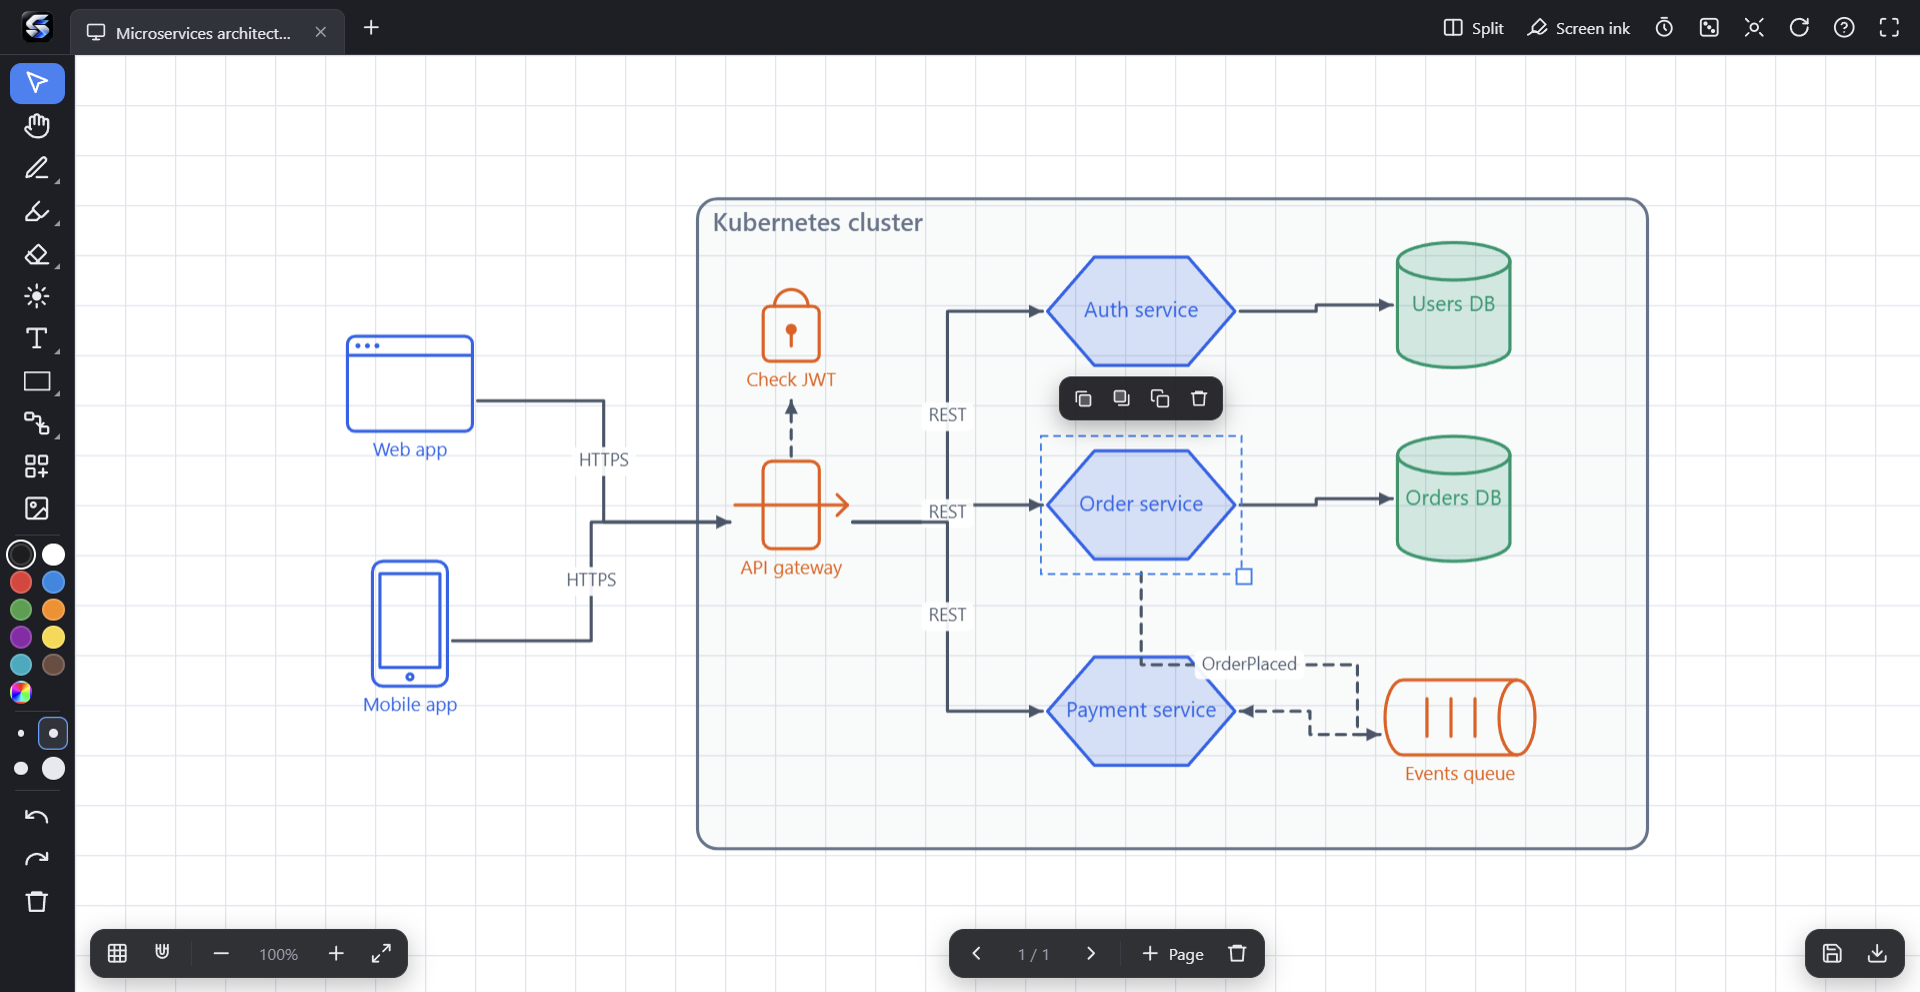 Microservices architect...
Split
Screen ink
Kubernetes cluster
Auth service
Users DB
Check JWT
REST
Web app
HTTPS
Order service
Orders DB
REST
API gateway
HTTPS
REST
OrderPlaced
Mobile app
Payment service
Events queue
100%
1 / 1
Page